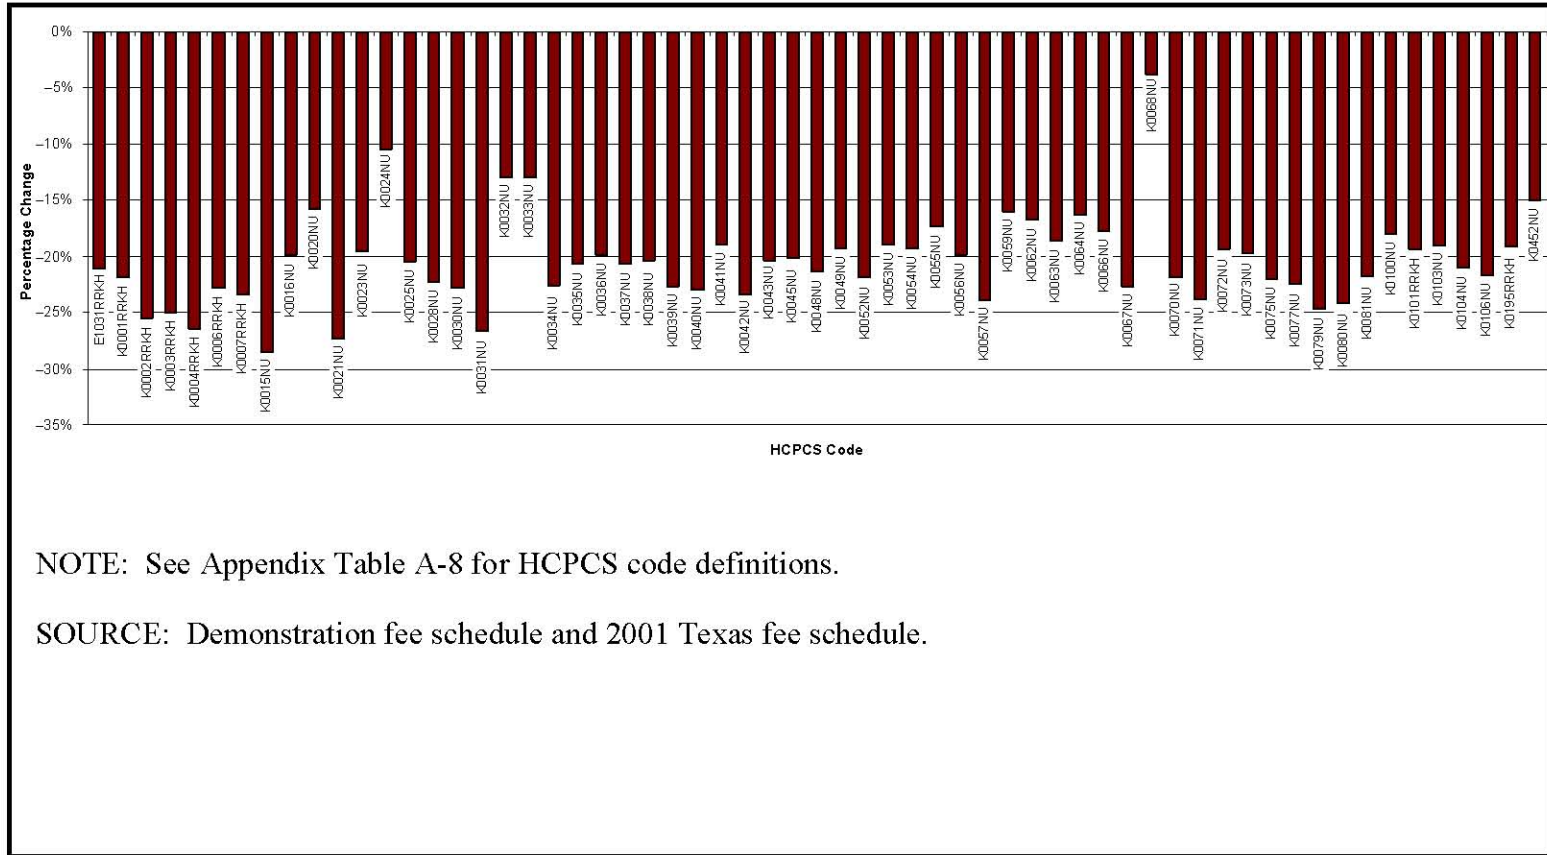 0%
–5%
–10%
–15%
–20%
–25%
–30%
–35%
Percentage Change
E1031RRKH
K0001RRKH
K0002RRKH
K0003RRKH
K0004RRKH
K0006RRKH
K0007RRKH
K0015NU
K0016NU
K0020NU
K0021NU
K0023NU
K0024NU
K0025NU
K0028NU
K0030NU
K0031NU
K0032NU
K0033NU
K0034NU
K0035NU
K0036NU
K0037NU
K0038NU
K0039NU
K0040NU
K0041NU
K0042NU
K0043NU
K0045NU
K0048NU
K0049NU
K0052NU
K0053NU
K0054NU
K0055NU
K0056NU
K0057NU
K0059NU
K0062NU
K0063NU
K0064NU
K0066NU
K0067NU
K0068NU
K0070NU
K0071NU
K0072NU
K0073NU
K0075NU
K0077NU
K0079NU
K0080NU
K0081NU
K0100NU
K0101RRKH
K0103NU
K0104NU
K0106NU
K0195RRKH
K0452NU
HCPCS Code
NOTE: See Appendix Table A-8 for HCPCS code definitions.
SOURCE: Demonstration fee schedule and 2001 Texas fee schedule.